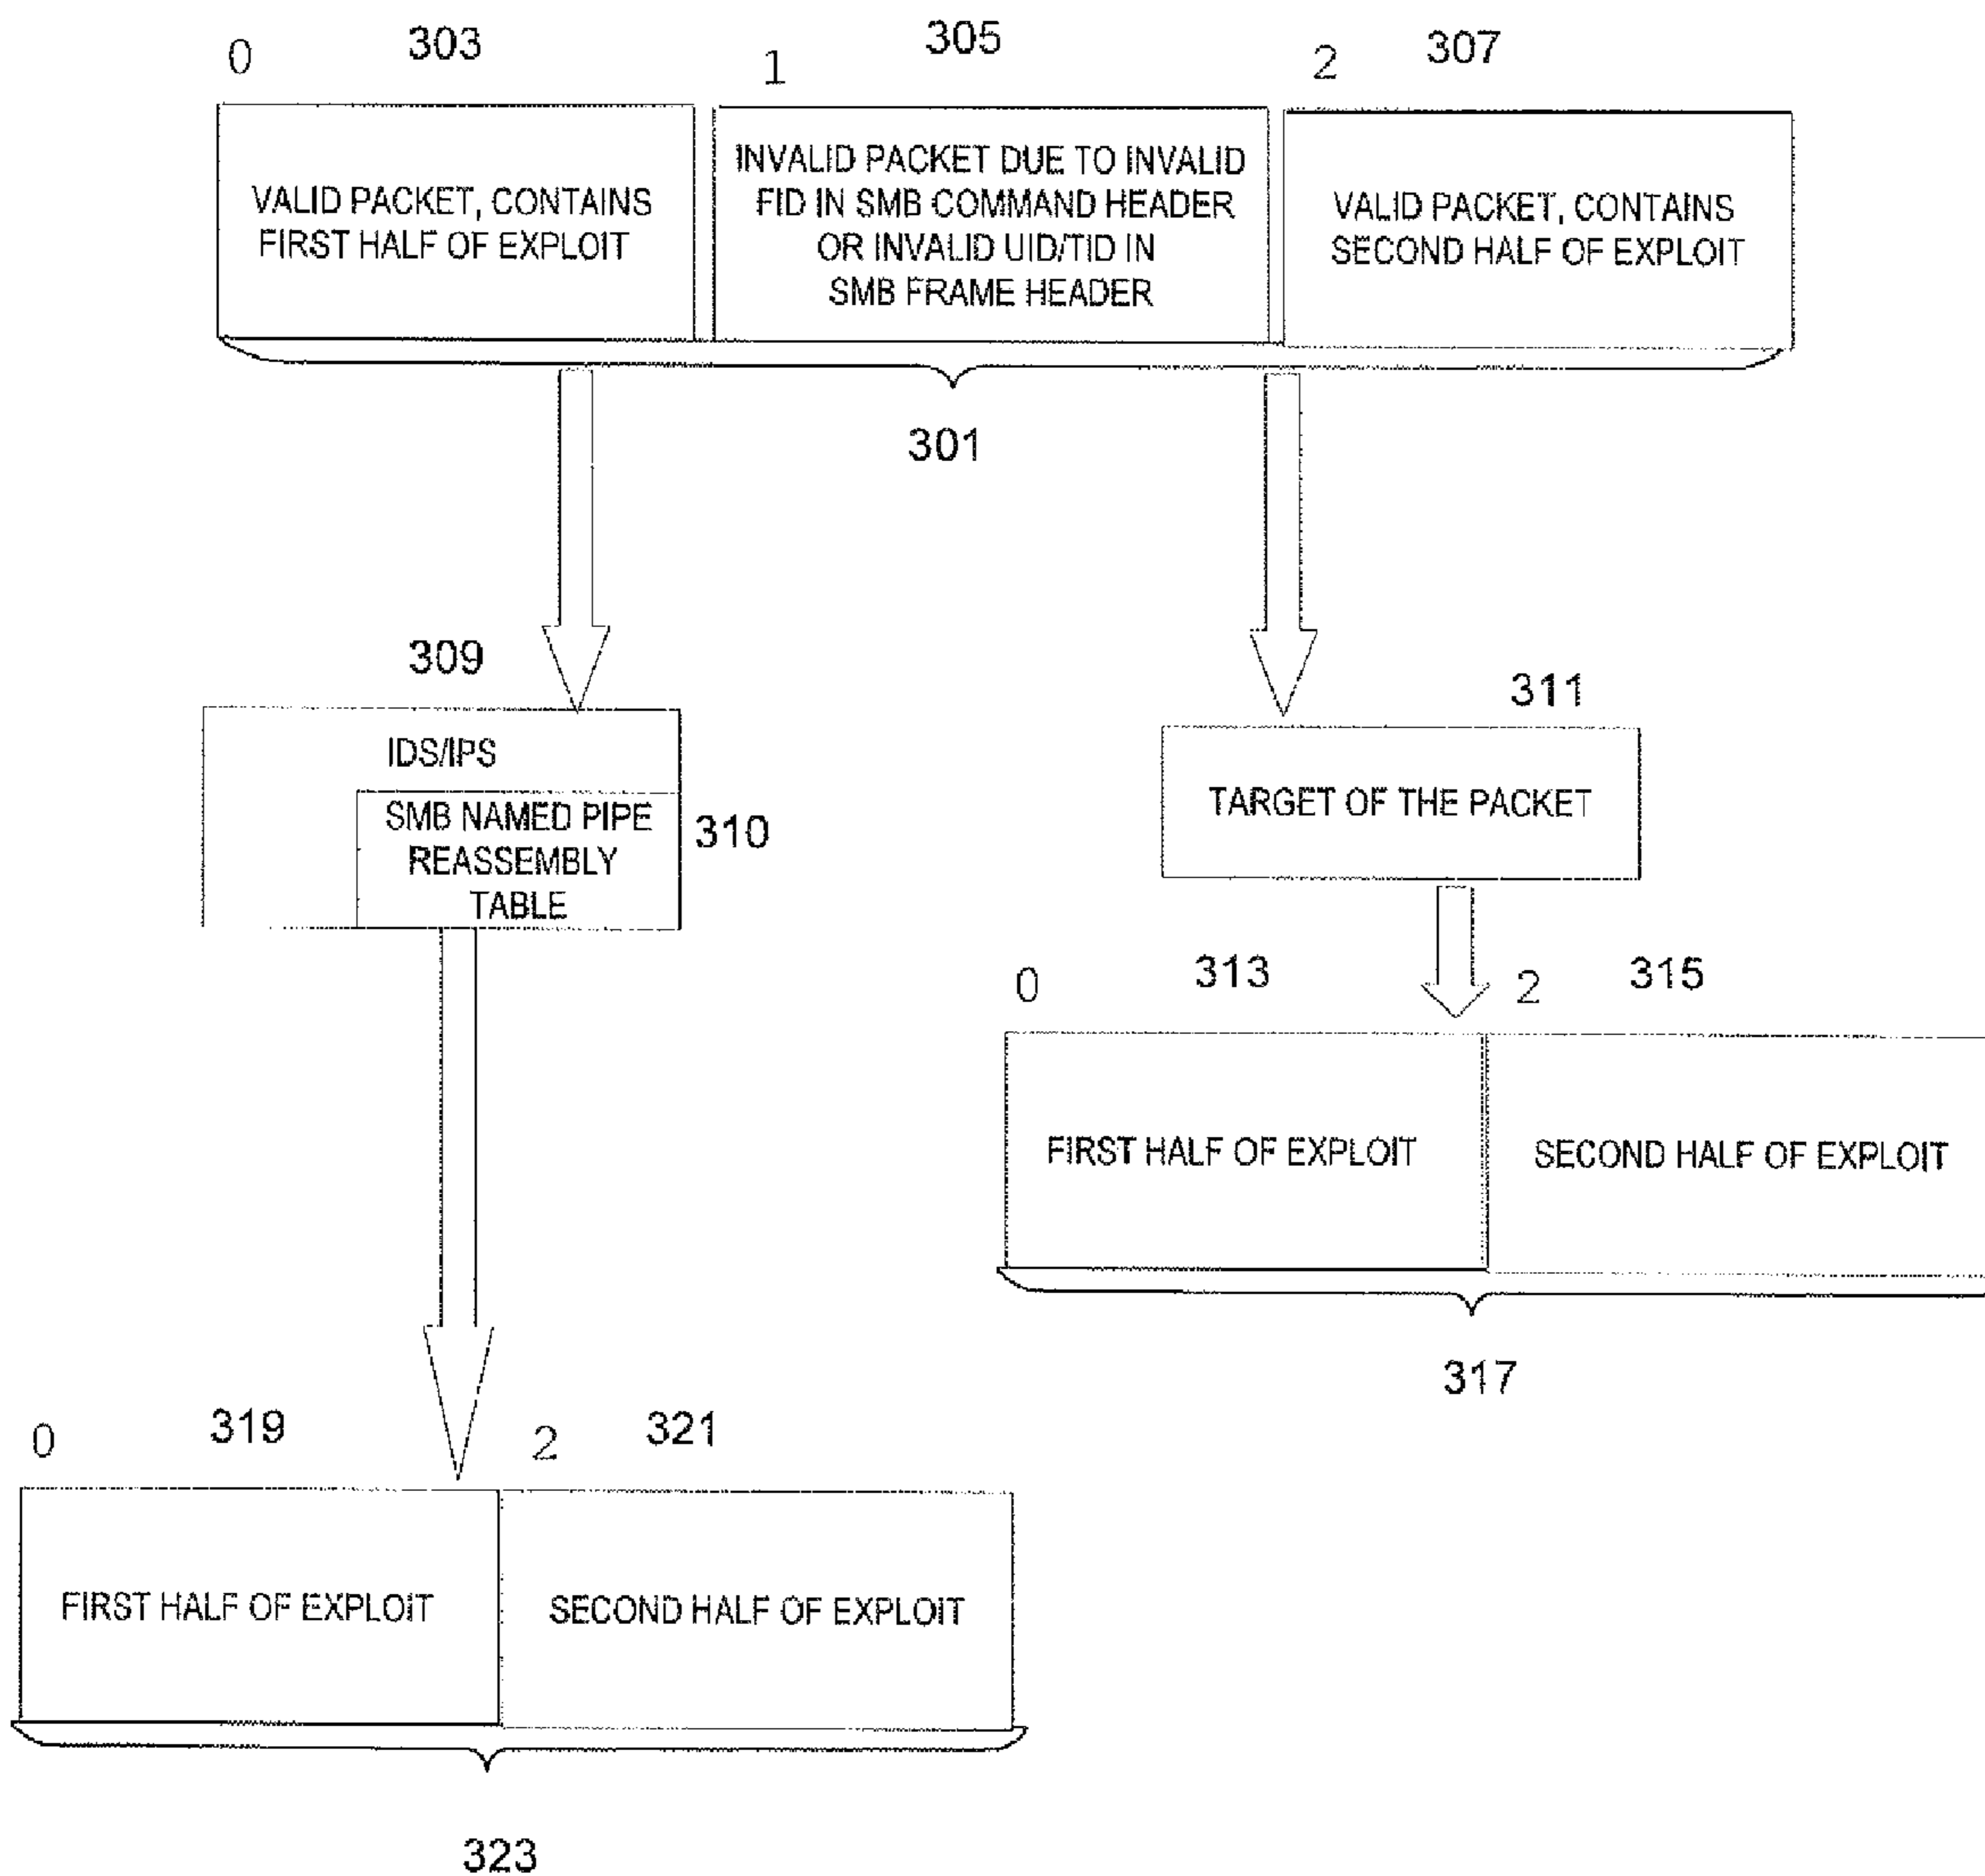 0
303
1
305
2
307
VALID PACKET, CONTAINS
FIRST HALF OF EXPLOIT
INVALID PACKET DUE TO INVALID
FID IN SMB COMMAND HEADER
OR INVALID UID/TID IN
SMB FRAME HEADER
VALID PACKET, CONTAINS
SECOND HALF OF EXPLOIT
301
309
IDS/IPS
SMB NAMED PIPE
REASSEMBLY
TABLE
310
311
TARGET OF THE PACKET
0
313
2
315
FIRST HALF OF EXPLOIT
SECOND HALF OF EXPLOIT
317
0
319
2
321
FIRST HALF OF EXPLOIT
SECOND HALF OF EXPLOIT
323